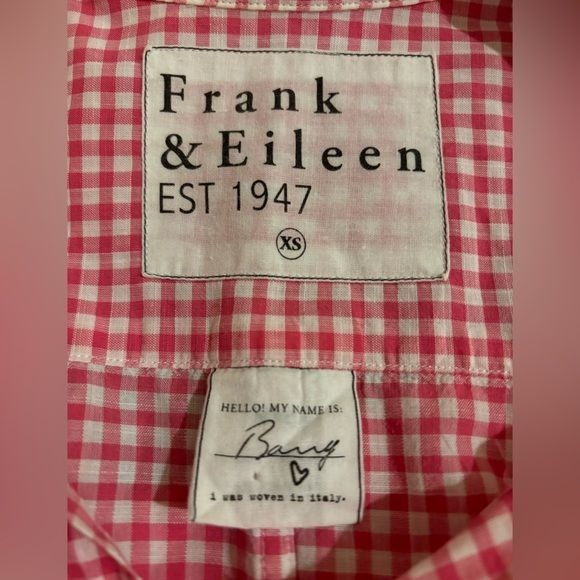 Frank
& Eileen
EST 1947
XS
HELLO! MY NAME IS:
Barry
i was woven in italy.